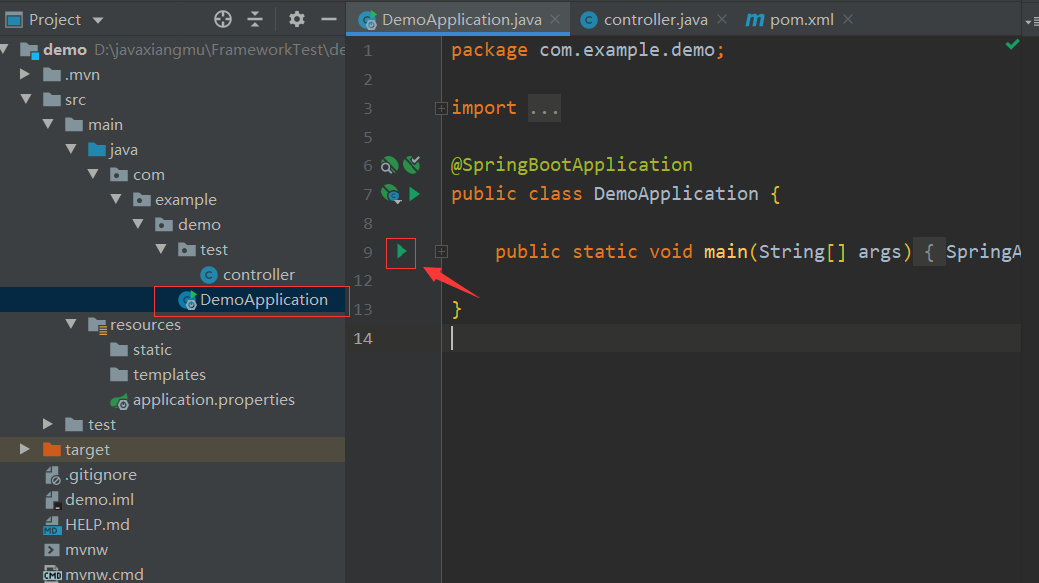 Project
DemoApplication.java
controller.java
m pom.xml
demo D:\javaxiangmu\FrameworkTest\de
.mvn
src
main
java
com
example
demo
test
controller
DemoApplication
resources
static
templates
application.properties
test
target
.gitignore
demo.iml
HELP.md
mvnw
mvnw.cmd
1 package com.example.demo;
2
3 import ...
5
6 @SpringBootApplication
7 public class DemoApplication {
8
9 public static void main(String[] args) { SpringA
12
13 }
14